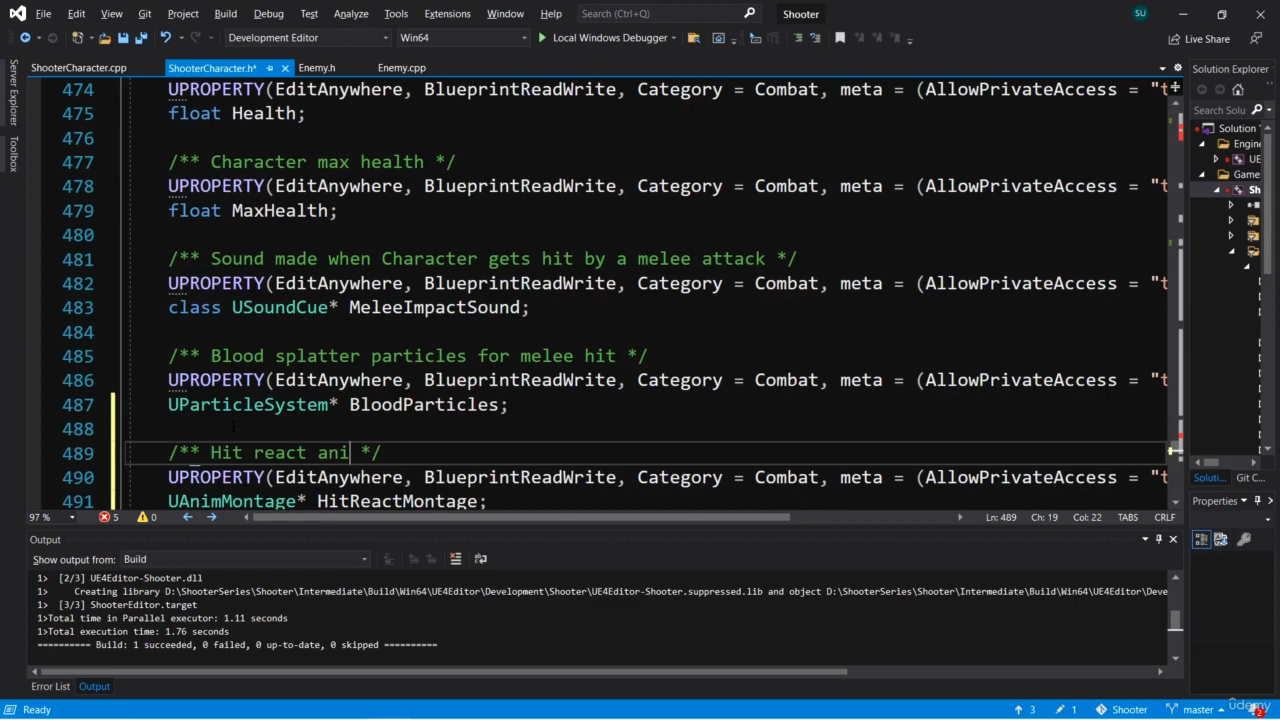 File Edit View Git Project Build Debug Test Analyze Tools Extensions Window Help Search (Ctrl+Q) Shooter SU
Development Editor Win64 Local Windows Debugger Live Share
ShooterCharacter.cpp ShooterCharacter.h* Enemy.h Enemy.cpp
Server Explorer
Toolbox
474 UPROPERTY(EditAnywhere, BlueprintReadWrite, Category = Combat, meta = (AllowPrivateAccess = "t
475 float Health;
476
477 /** Character max health */
478 UPROPERTY(EditAnywhere, BlueprintReadWrite, Category = Combat, meta = (AllowPrivateAccess = "t
479 float MaxHealth;
480
481 /** Sound made when Character gets hit by a melee attack */
482 UPROPERTY(EditAnywhere, BlueprintReadWrite, Category = Combat, meta = (AllowPrivateAccess = "t
483 class USoundCue* MeleeImpactSound;
484
485 /** Blood splatter particles for melee hit */
486 UPROPERTY(EditAnywhere, BlueprintReadWrite, Category = Combat, meta = (AllowPrivateAccess = "t
487 UParticleSystem* BloodParticles;
488
489 /** Hit react ani */
490 UPROPERTY(EditAnywhere, BlueprintReadWrite, Category = Combat, meta = (AllowPrivateAccess = "t
491 UAnimMontage* HitReactMontage;
97 % 5 0 Ln: 489 Ch: 19 Col: 22 TABS CRLF
Solution Explorer
Search Solu
Solution '
Engine
UE
Game
Sh
Soluti... Git C...
Properties
Output
Show output from: Build
1> [2/3] UE4Editor-Shooter.dll
1> Creating library D:\ShooterSeries\Shooter\Intermediate\Build\Win64\UE4Editor\Development\Shooter\UE4Editor-Shooter.suppressed.lib and object D:\ShooterSeries\Shooter\Intermediate\Build\Win64\UE4Editor\Deve
1> [3/3] ShooterEditor.target
1>Total time in Parallel executor: 1.11 seconds
1>Total execution time: 1.76 seconds
========== Build: 1 succeeded, 0 failed, 0 up-to-date, 0 skipped ==========
Error List Output
Ready 3 1 Shooter master 2
udemy